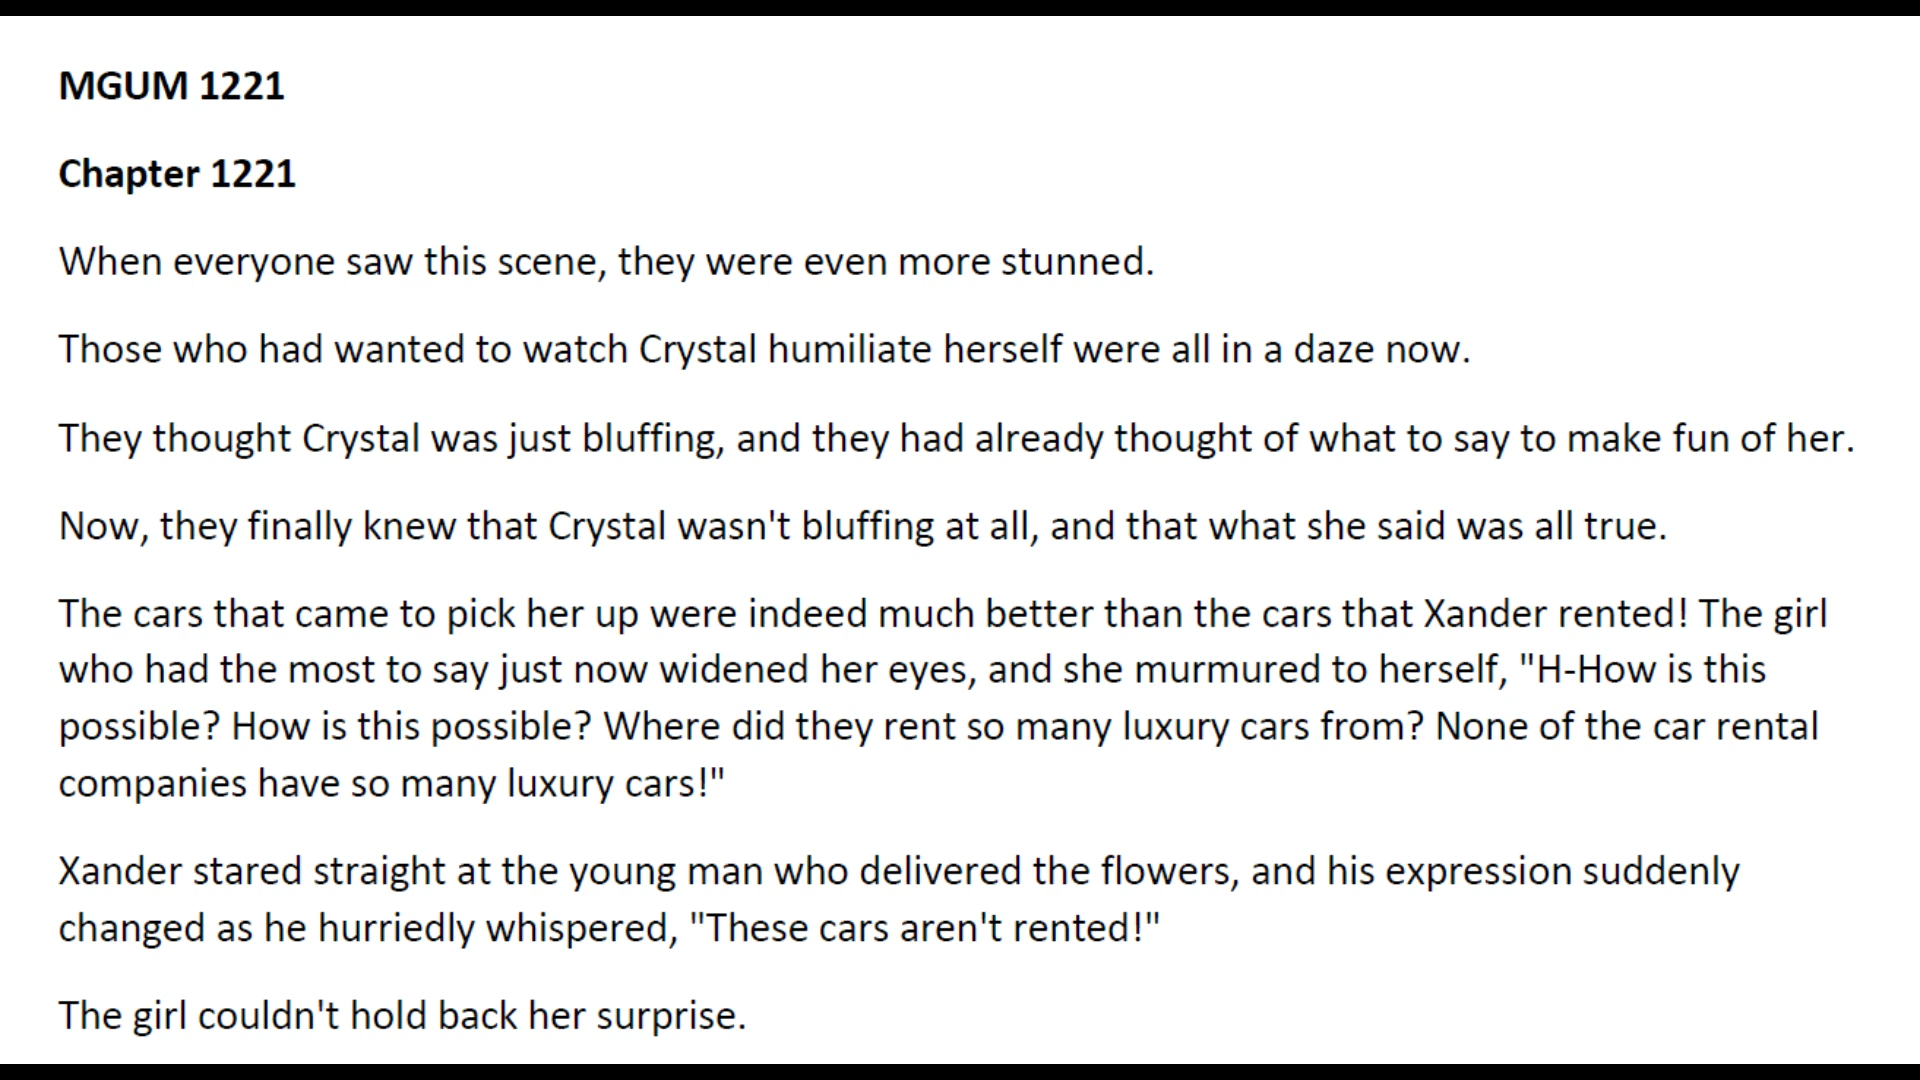 MGUM 1221
Chapter 1221
When everyone saw this scene, they were even more stunned.
Those who had wanted to watch Crystal humiliate herself were all in a daze now.
They thought Crystal was just bluffing, and they had already thought of what to say to make fun of her.
Now, they finally knew that Crystal wasn't bluffing at all, and that what she said was all true.
The cars that came to pick her up were indeed much better than the cars that Xander rented! The girl
who had the most to say just now widened her eyes, and she murmured to herself, "H-How is this
possible? How is this possible? Where did they rent so many luxury cars from? None of the car rental
companies have so many luxury cars!"
Xander stared straight at the young man who delivered the flowers, and his expression suddenly
changed as he hurriedly whispered, "These cars aren't rented!"
The girl couldn't hold back her surprise.